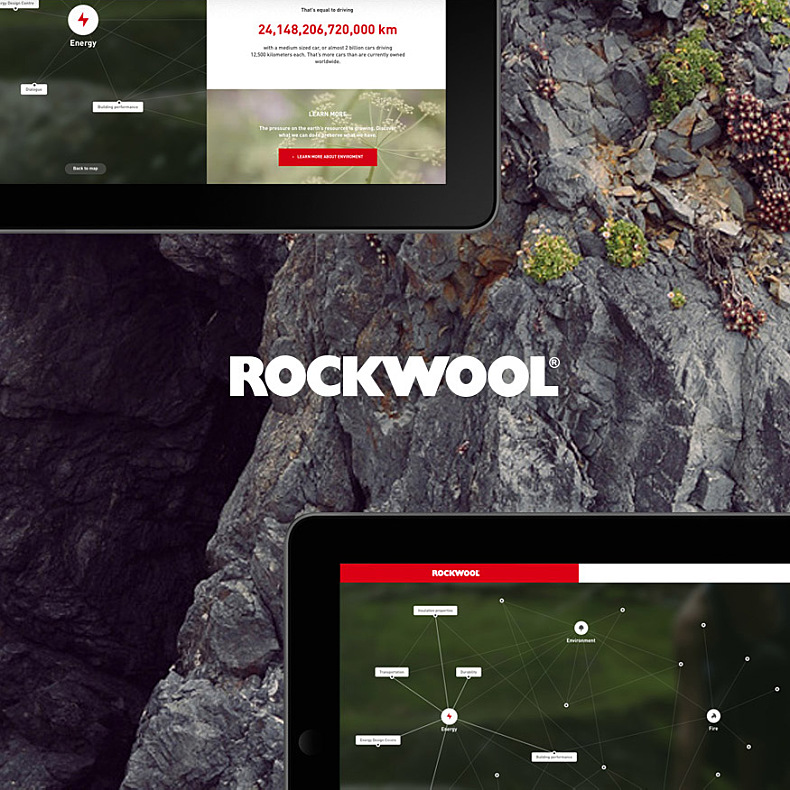 Energy Design Centre
Energy
Dialogue
Building performance
Back to map
That's equal to driving
24,148,206,720,000 km
with a medium sized car, or almost 2 billion cars driving
12,500 kilometers each. That's more cars than are currently owned
worldwide.
LEARN MORE
The pressure on the earth's resource is growing. Discover
what we can do to preserve what we have.
LEARN MORE ABOUT ENVIROMENT
ROCKWOOL®
ROCKWOOL
Insulation properties
Environment
Transportation
Durability
Energy
Fire
Energy Design Centre
Building performance